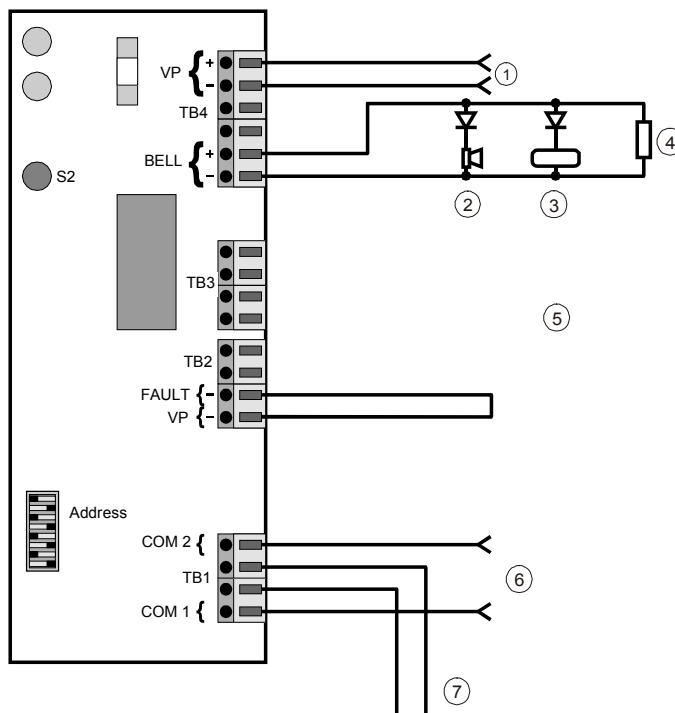 VP { + 1
−
TB4
BELL { + 4
−
S2 2 3
TB3
5
TB2
FAULT { −
VP { −
Address
COM 2 {
TB1 6
COM 1 {
7